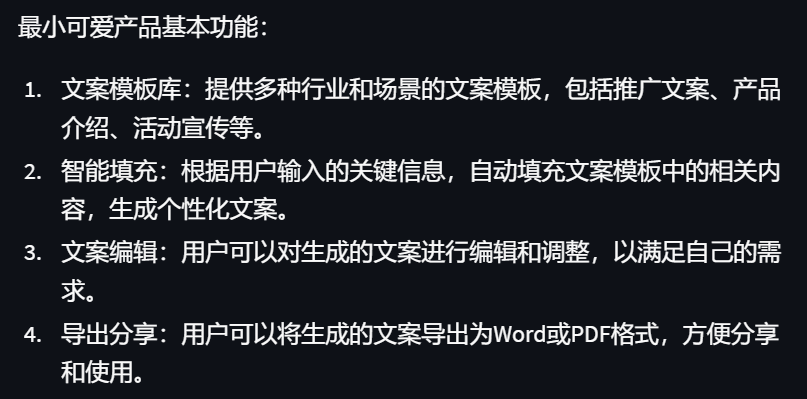 最小可爱产品基本功能：
1. 文案模板库：提供多种行业和场景的文案模板，包括推广文案、产品
介绍、活动宣传等。
2. 智能填充：根据用户输入的关键信息，自动填充文案模板中的相关内
容，生成个性化文案。
3. 文案编辑：用户可以对生成的文案进行编辑和调整，以满足自己的需
求。
4. 导出分享：用户可以将生成的文案导出为Word或PDF格式，方便分享
和使用。